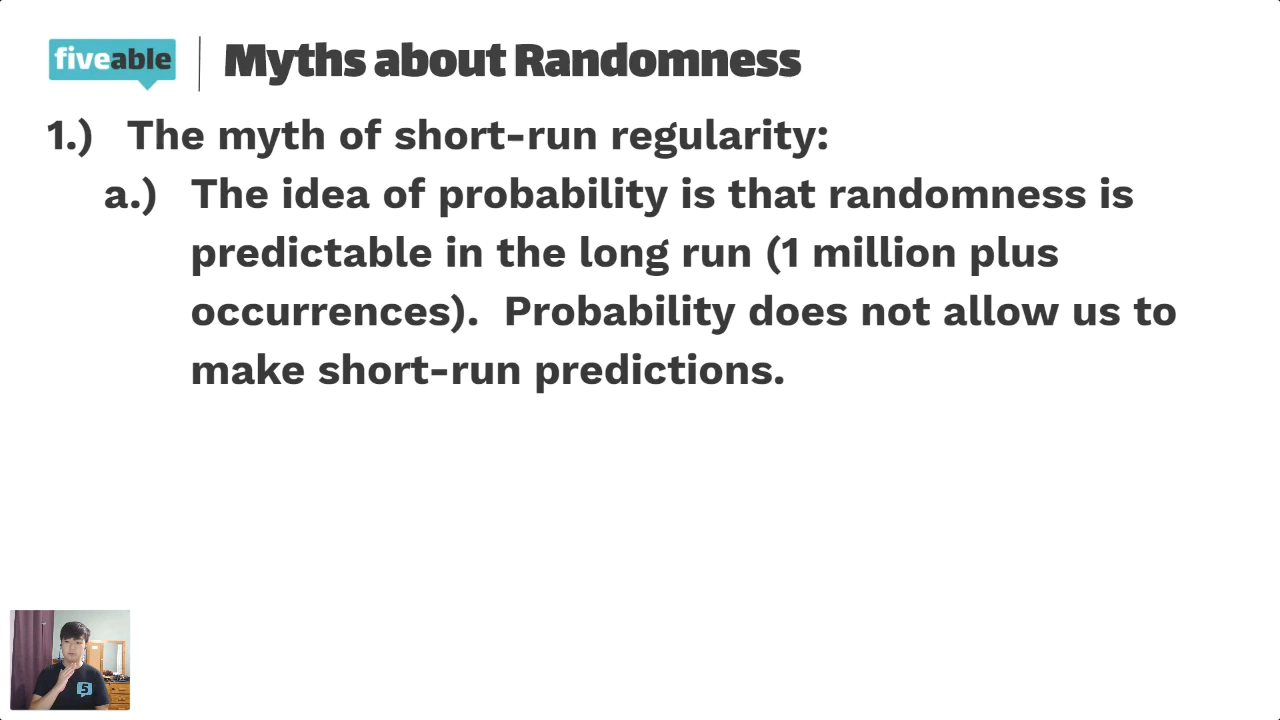 fiveable
Myths about Randomness
1.) The myth of short-run regularity:
a.) The idea of probability is that randomness is
predictable in the long run (1 million plus
occurrences). Probability does not allow us to
make short-run predictions.
5